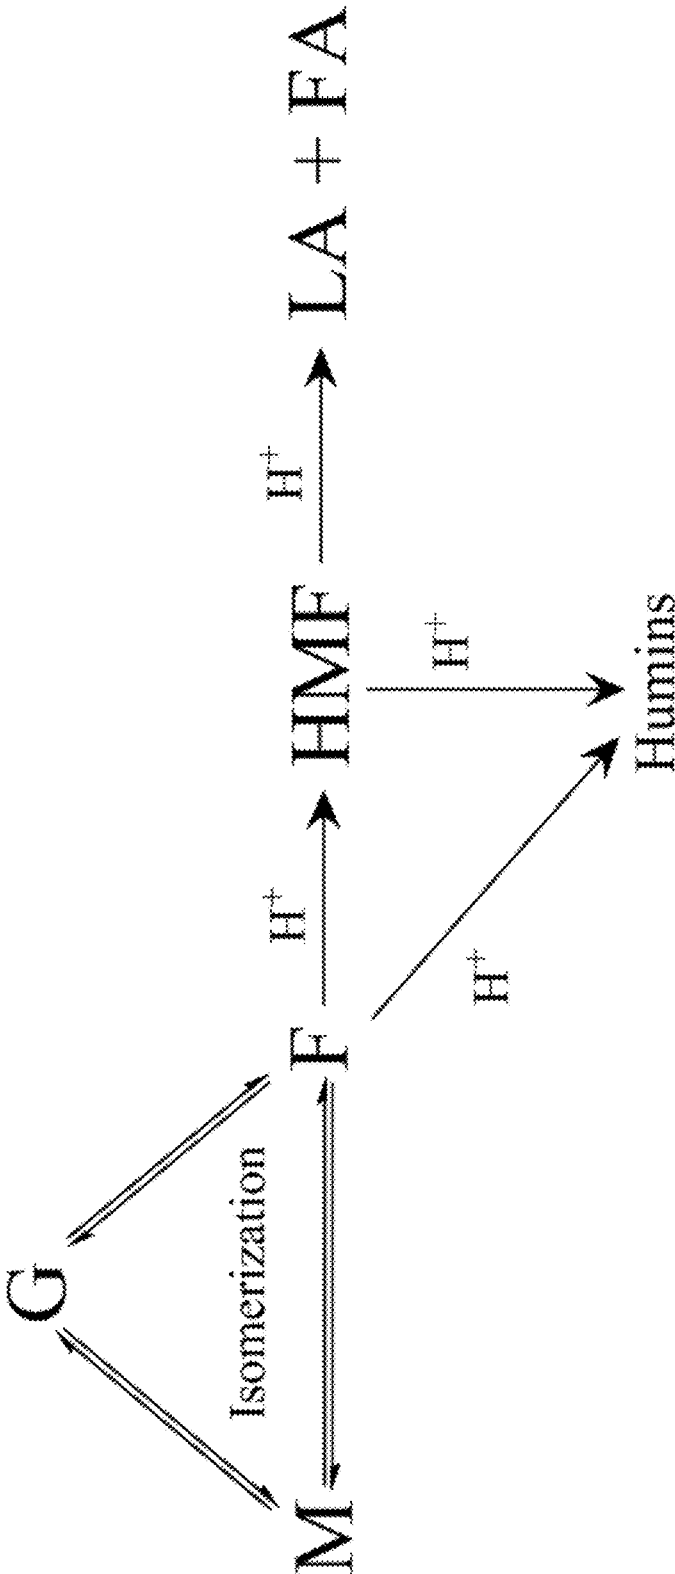 G
Isomerization
M
F
H⁺
HMF
H⁺
LA + FA
H⁺
H⁺
Humins